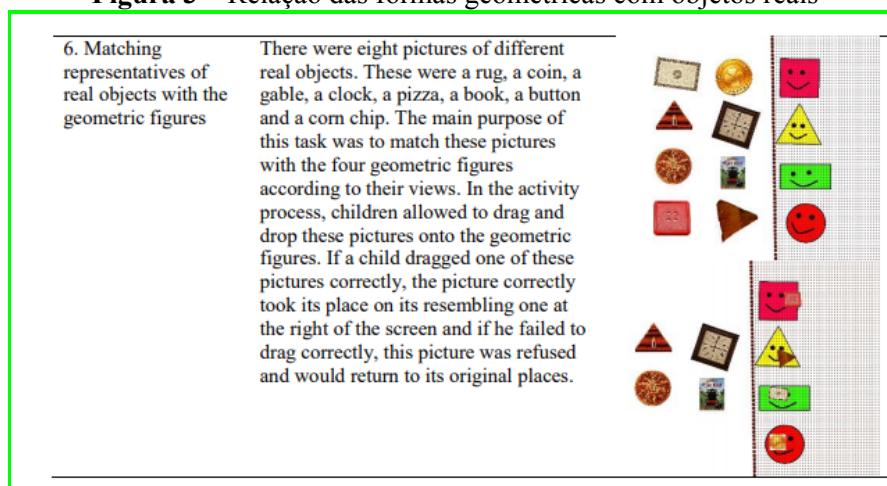 Figura 3 – Relação das formas geométricas com objetos reais
6. Matching
representatives of
real objects with the
geometric figures
There were eight pictures of different
real objects. These were a rug, a coin, a
gable, a clock, a pizza, a book, a button
and a corn chip. The main purpose of
this task was to match these pictures
with the four geometric figures
according to their views. In the activity
process, children allowed to drag and
drop these pictures onto the geometric
figures. If a child dragged one of these
pictures correctly, the picture correctly
took its place on its resembling one at
the right of the screen and if he failed to
drag correctly, this picture was refused
and would return to its original places.